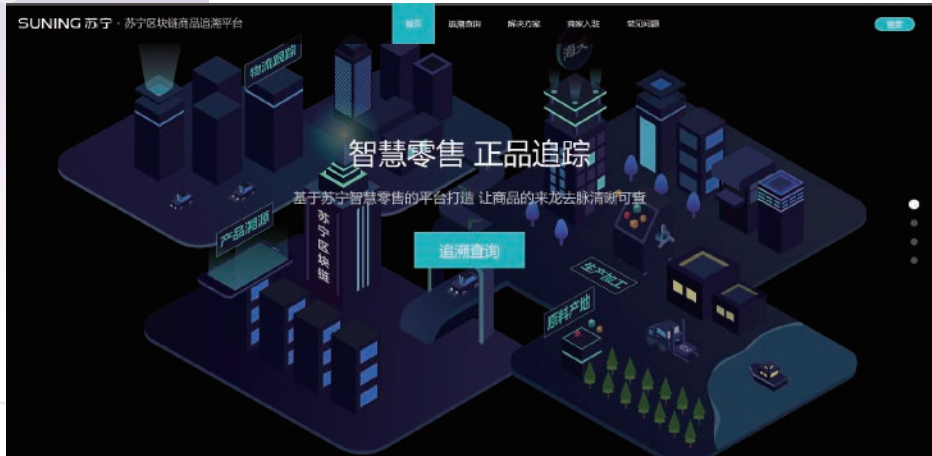 SUNING 苏宁 · 苏宁区块链商品追溯平台
首页 追溯查询 解决方案 商家入驻 常见问题
登录
物流跟踪
智慧零售 正品追踪
基于苏宁智慧零售的平台打造 让商品的来龙去脉清晰可查
追溯查询
产品溯源
苏宁区块链
生产加工
原料产地